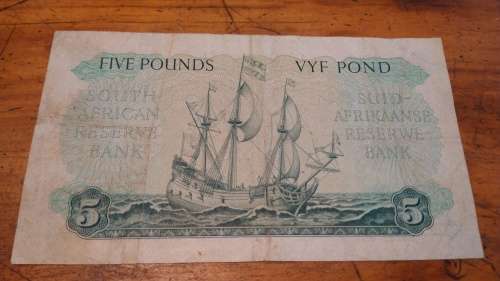 FIVE POUNDS
VYF POND
SOUTH
AFRICAN
RESERVE
BANK
SUID-
AFRIKAANSE
RESERWE
BANK
5
5